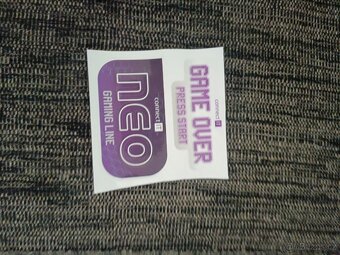 connect IT
GAME OVER
PRESS START
connect IT
neo
GAMING LINE